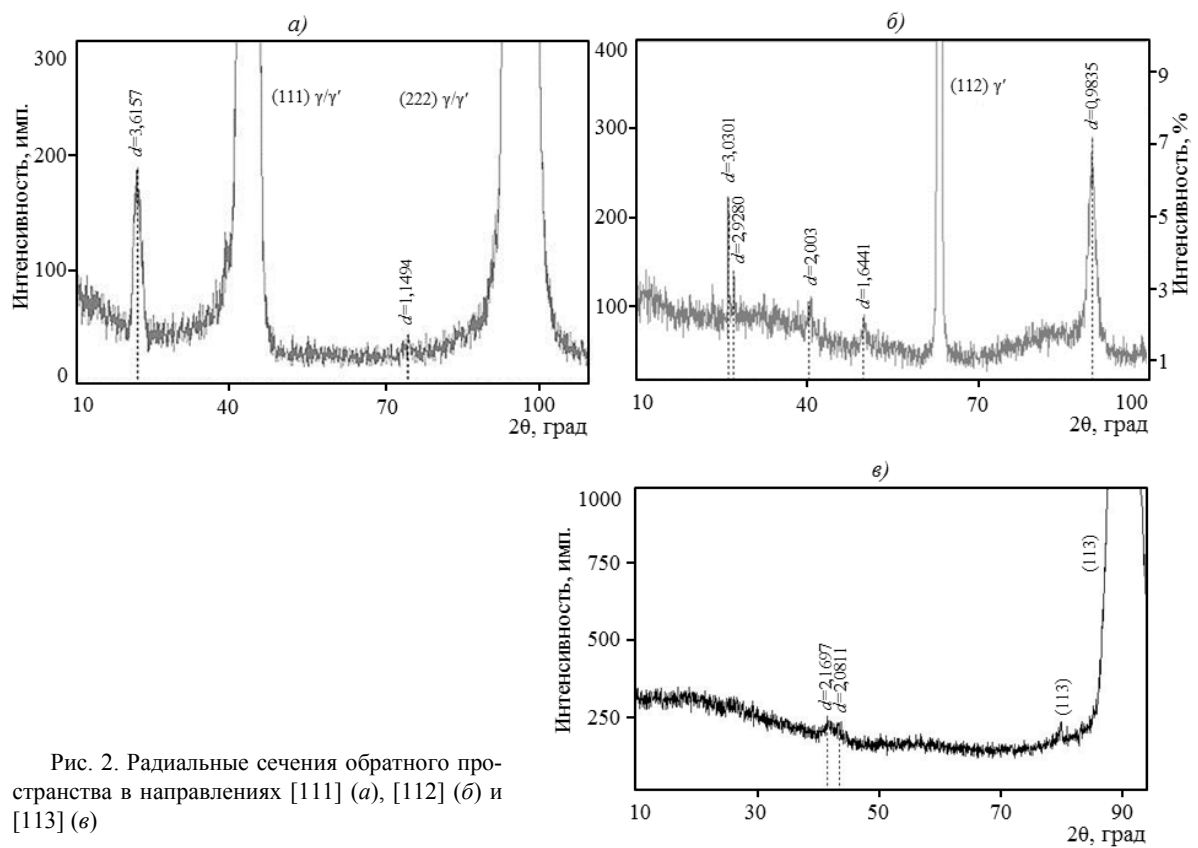 а)
300
200
100
0
Интенсивность, имп.
d=3,6157
(111) γ/γ′
(222) γ/γ′
d=1,1494
10
40
70
100
2θ, град
б)
400
300
200
100
Интенсивность, имп.
d=3,0301
d=2,9280
d=2,003
d=1,6441
(112) γ′
d=0,9835
9
7
5
3
1
Интенсивность, %
10
40
70
100
2θ, град
в)
1000
750
500
250
Интенсивность, имп.
d=2,1697
d=2,0811
(113)
(113)
10
30
50
70
90
2θ, град
Рис. 2. Радиальные сечения обратного про-
странства в направлениях [111] (а), [112] (б) и
[113] (в)